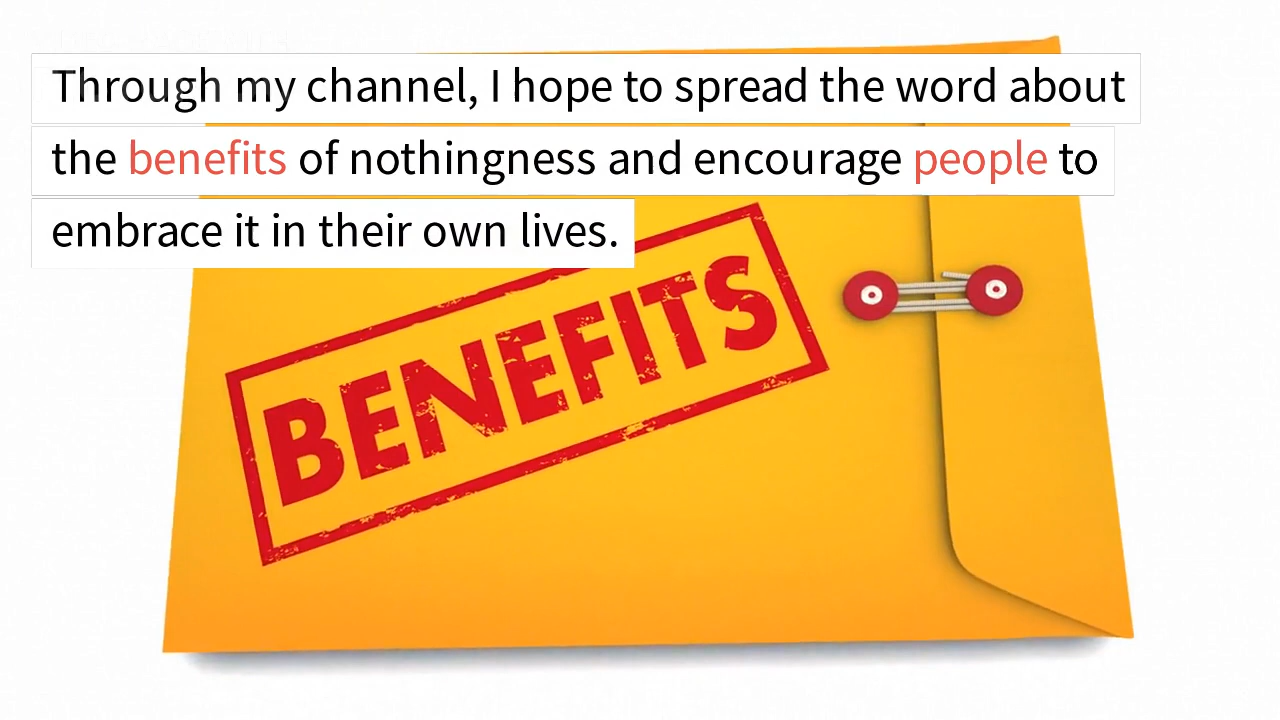 Through my channel, I hope to spread the word about
the benefits of nothingness and encourage people to
embrace it in their own lives.
BENEFITS